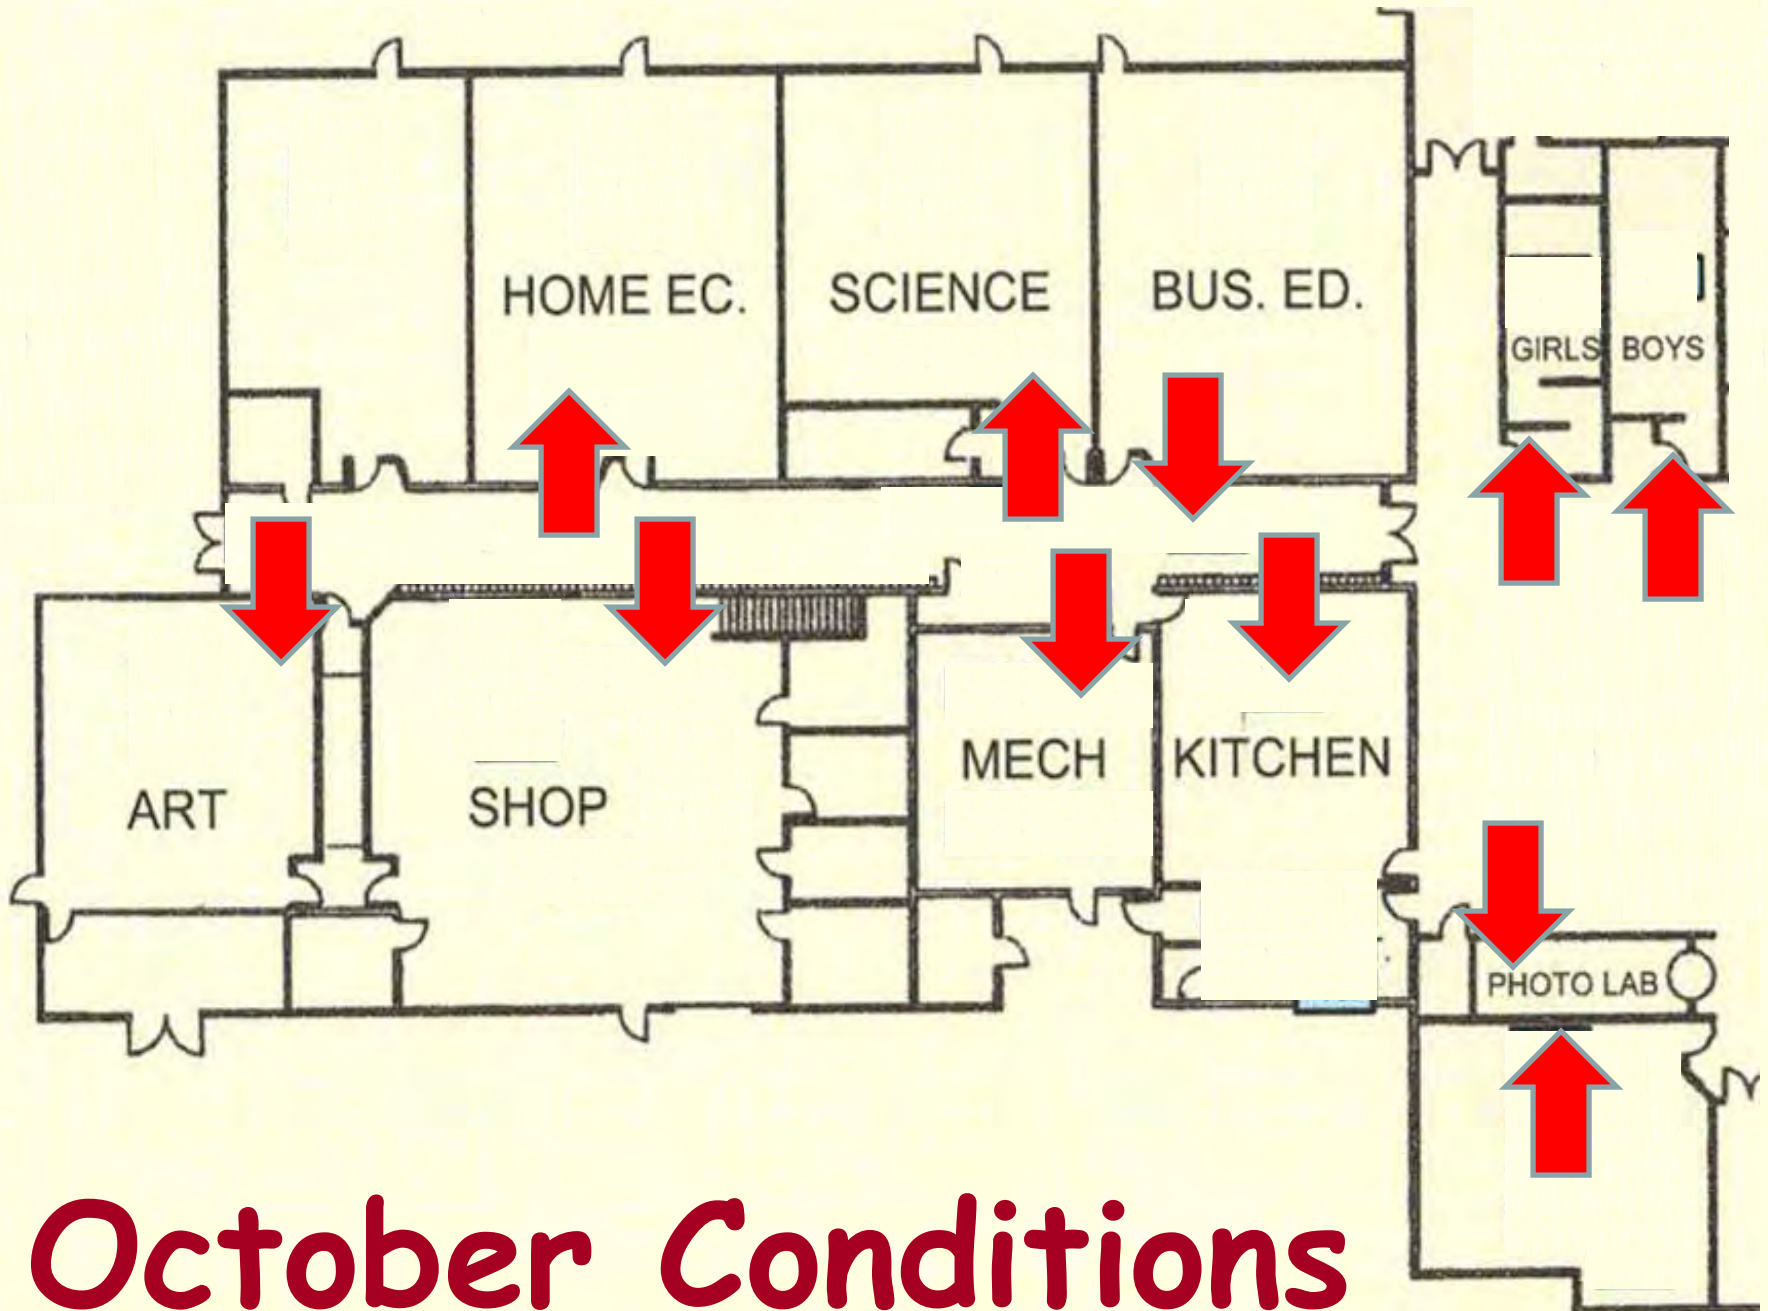 HOME EC.
SCIENCE
BUS. ED.
GIRLS
BOYS
ART
SHOP
MECH
KITCHEN
PHOTO LAB
October Conditions